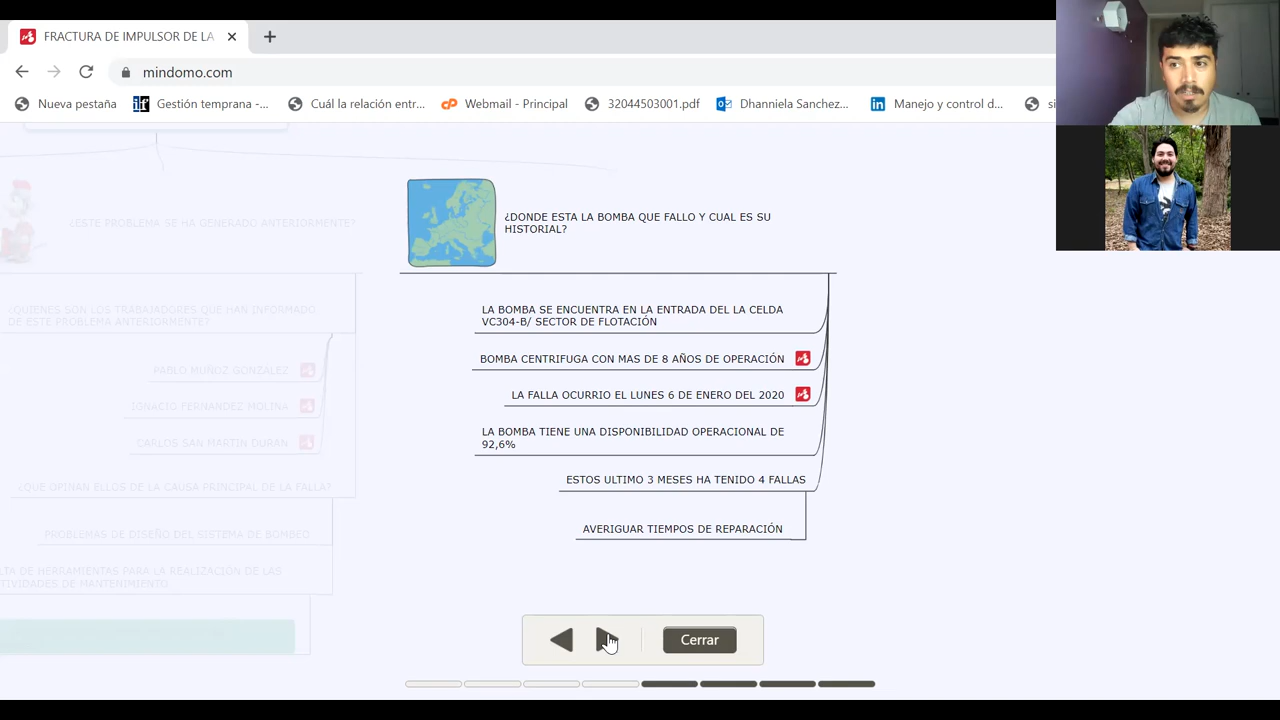 FRACTURA DE IMPULSOR DE LA
mindomo.com
Nueva pestaña
Gestión temprana -...
Cuál la relación entr...
Webmail - Principal
32044503001.pdf
Dhanniela Sanchez...
Manejo y control d...
si
¿DONDE ESTA LA BOMBA QUE FALLO Y CUAL ES SU
HISTORIAL?
LA BOMBA SE ENCUENTRA EN LA ENTRADA DEL LA CELDA
VC304-B/ SECTOR DE FLOTACIÓN
BOMBA CENTRIFUGA CON MAS DE 8 AÑOS DE OPERACIÓN
LA FALLA OCURRIO EL LUNES 6 DE ENERO DEL 2020
LA BOMBA TIENE UNA DISPONIBILIDAD OPERACIONAL DE
92,6%
ESTOS ULTIMO 3 MESES HA TENIDO 4 FALLAS
AVERIGUAR TIEMPOS DE REPARACIÓN
¿ESTE PROBLEMA SE HA GENERADO ANTERIORMENTE?
¿QUIENES SON LOS TRABAJADORES QUE HAN INFORMADO
DE ESTE PROBLEMA ANTERIORMENTE?
PABLO MUÑOZ GONZALEZ
IGNACIO FERNANDEZ MOLINA
CARLOS SAN MARTIN DURAN
¿QUE OPINAN ELLOS DE LA CAUSA PRINCIPAL DE LA FALLA?
PROBLEMAS DE DISEÑO DEL SISTEMA DE BOMBEO
LTA DE HERRAMIENTAS PARA LA REALIZACIÓN DE LAS
TIVIDADES DE MANTENIMIENTO
Cerrar